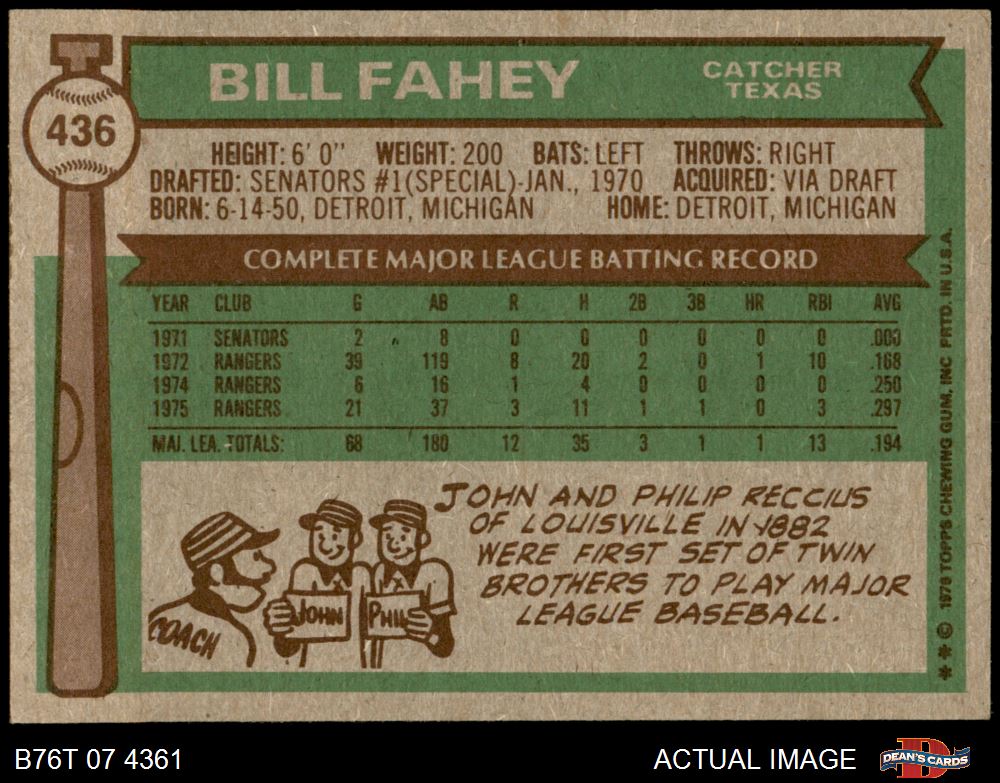 436
BILL FAHEY
CATCHER
TEXAS
HEIGHT: 6' 0" WEIGHT: 200 BATS: LEFT THROWS: RIGHT
DRAFTED: SENATORS #1(SPECIAL)-JAN., 1970 ACQUIRED: VIA DRAFT
BORN: 6-14-50, DETROIT, MICHIGAN HOME: DETROIT, MICHIGAN
COMPLETE MAJOR LEAGUE BATTING RECORD
YEAR CLUB G AB R H 2B 3B HR RBI AVG
1971 SENATORS 2 8 0 0 0 0 0 0 .000
1972 RANGERS 39 119 8 20 2 0 1 10 .168
1974 RANGERS 6 16 1 4 0 0 0 0 .250
1975 RANGERS 21 37 3 11 1 1 0 3 .297
MAJ. LEA. TOTALS: 68 180 12 35 3 1 1 13 .194
JOHN AND PHILIP RECCIUS
OF LOUISVILLE IN 1882
WERE FIRST SET OF TWIN
BROTHERS TO PLAY MAJOR
LEAGUE BASEBALL.
COACH
JOHN
PHIL
* * © 1976 TOPPS CHEWING GUM, INC PRTD. IN U.S.A.
B76T 07 4361
ACTUAL IMAGE
DEAN'S CARDS